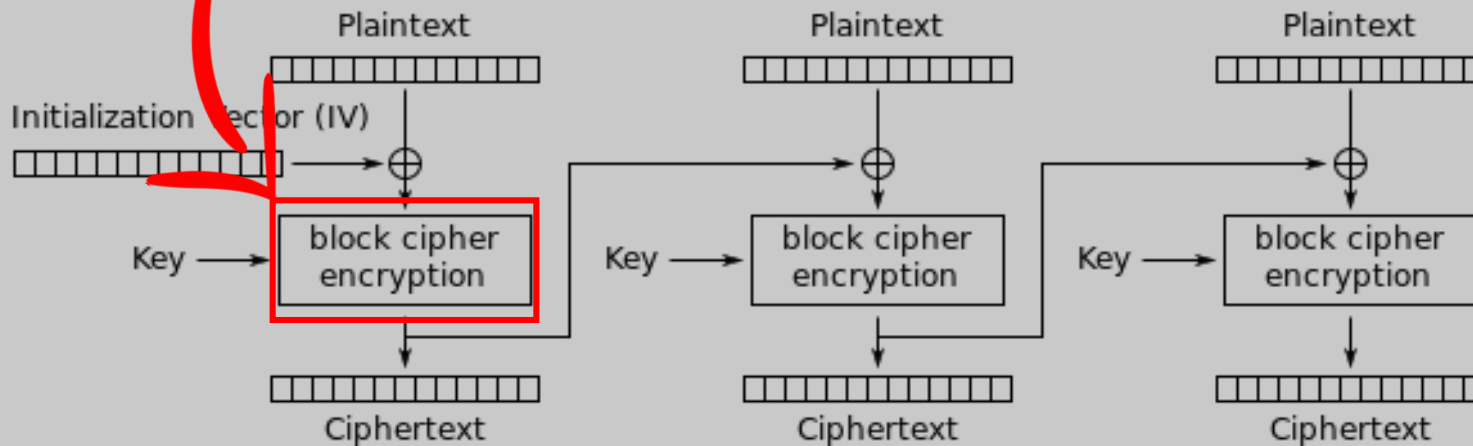 Plaintext
Plaintext
Plaintext
Initialization Vector (IV)
Key
block cipher
encryption
Key
block cipher
encryption
Key
block cipher
encryption
Ciphertext
Ciphertext
Ciphertext